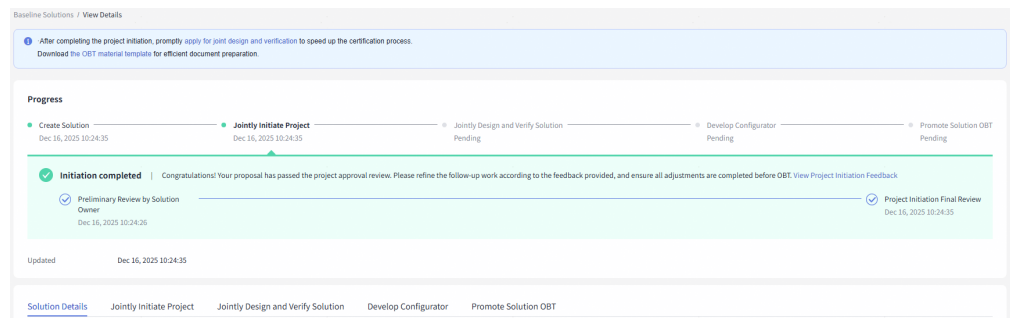 Baseline Solutions / View Details
·After completing the project initiation, promptly apply for joint design and verification to speed up the certification process.
Download the OBT material template for efficient document preparation.
Progress
Create Solution
Dec 16, 2025 10:24:35
Jointly Initiate Project
Dec 16, 2025 10:24:35
Jointly Design and Verify Solution
Pending
Develop Configurator
Pending
Promote Solution OBT
Pending
Initiation completed | Congratulations! Your proposal has passed the project approval review. Please refine the follow-up work according to the feedback provided, and ensure all adjustments are completed before OBT. View Project Initiation Feedback
Preliminary Review by Solution
Owner
Dec 16, 2025 10:24:26
Project Initiation Final Review
Dec 16, 2025 10:24:35
Updated Dec 16, 2025 10:24:35
Solution Details Jointly Initiate Project Jointly Design and Verify Solution Develop Configurator Promote Solution OBT